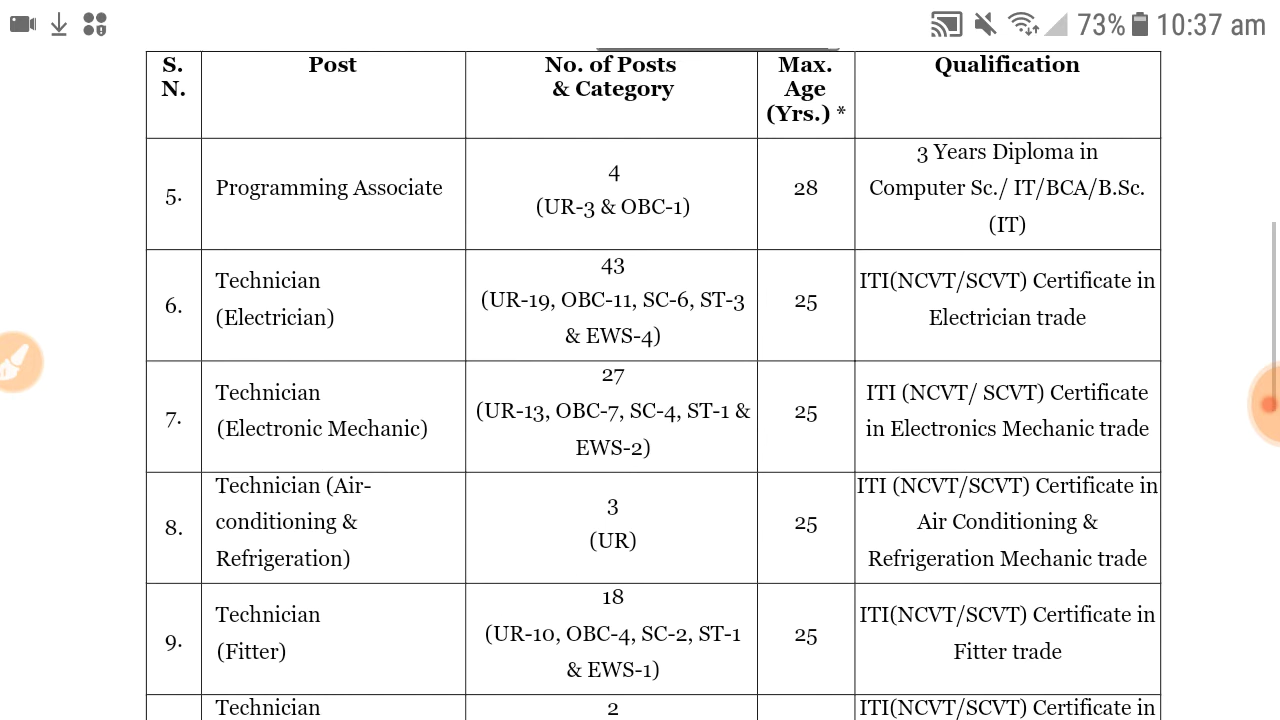 73% 10:37 am
S. N. Post No. of Posts & Category Max. Age (Yrs.) * Qualification
5. Programming Associate 4 (UR-3 & OBC-1) 28 3 Years Diploma in Computer Sc./ IT/BCA/B.Sc. (IT)
6. Technician (Electrician) 43 (UR-19, OBC-11, SC-6, ST-3 & EWS-4) 25 ITI(NCVT/SCVT) Certificate in Electrician trade
7. Technician (Electronic Mechanic) 27 (UR-13, OBC-7, SC-4, ST-1 & EWS-2) 25 ITI (NCVT/ SCVT) Certificate in Electronics Mechanic trade
8. Technician (Air-conditioning & Refrigeration) 3 (UR) 25 ITI (NCVT/SCVT) Certificate in Air Conditioning & Refrigeration Mechanic trade
9. Technician (Fitter) 18 (UR-10, OBC-4, SC-2, ST-1 & EWS-1) 25 ITI(NCVT/SCVT) Certificate in Fitter trade
Technician 2 ITI(NCVT/SCVT) Certificate in